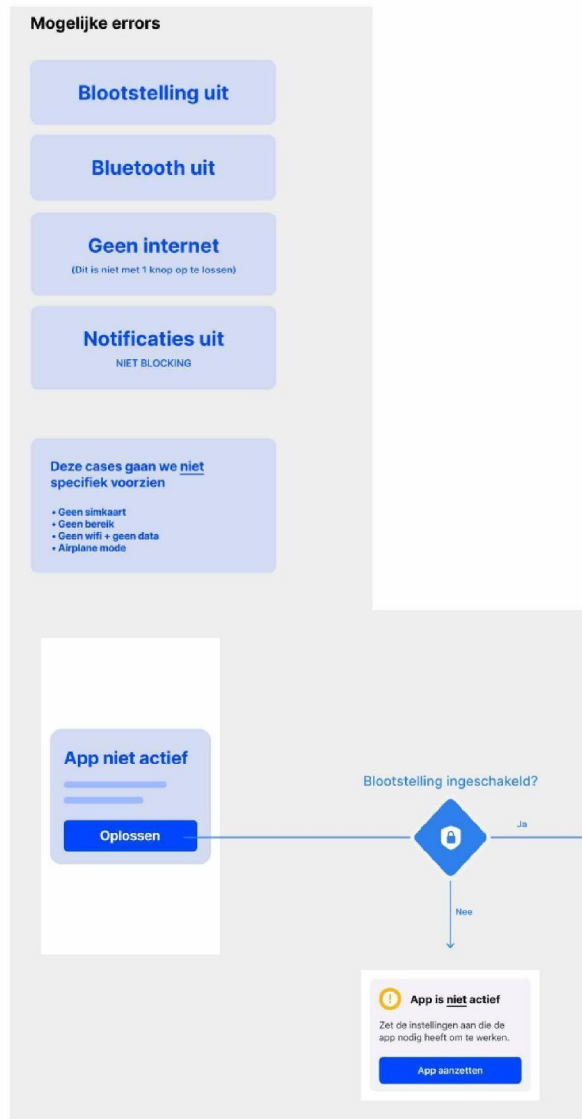 Mogelijke errors
Blootstelling uit
Bluetooth uit
Geen internet
(Dit is niet met 1 knop op te lossen)
Notificaties uit
NIET BLOCKING
Deze cases gaan we niet
specifiek voorzien
• Geen simkaart
• Geen bereik
• Geen wifi + geen data
• Airplane mode
App niet actief
Oplossen
Blootstelling ingeschakeld?
Ja
Nee
App is niet actief
Zet de instellingen aan die de
app nodig heeft om te werken.
App aanzetten